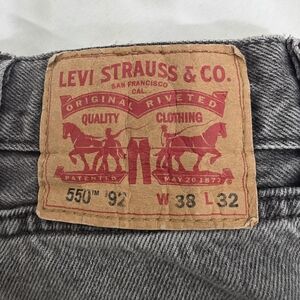 LEVI STRAUSS & CO.
SAN FRANCISCO
CAL.
ORIGINAL RIVETED
QUALITY CLOTHING
PATENTED MAY 20 1873
550™ '92 W 38 L 32